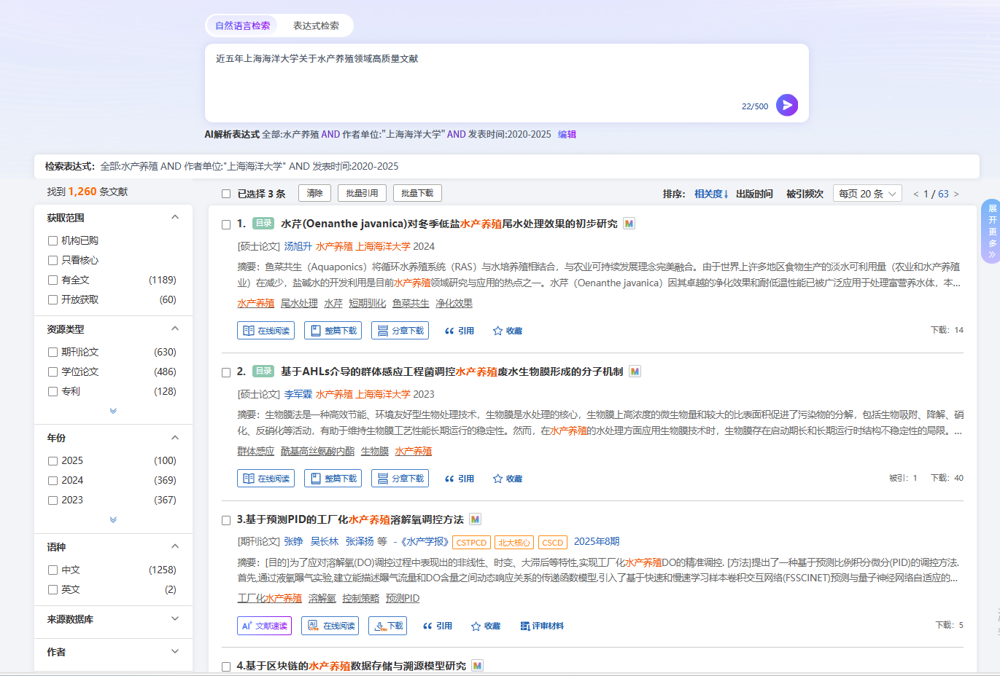 自然语言检索 表达式检索
近五年上海海洋大学关于水产养殖领域高质量文献
22/500
AI解析表达式 全部:水产养殖 AND 作者单位:"上海海洋大学" AND 发表时间:2020-2025 编辑
检索表达式: 全部:水产养殖 AND 作者单位:"上海海洋大学" AND 发表时间:2020-2025
找到 1,260 条文献
获取范围
机构已购
只看核心
有全文 (1189)
开放获取 (60)
资源类型
期刊论文 (630)
学位论文 (486)
专利 (128)
年份
2025 (100)
2024 (369)
2023 (367)
语种
中文 (1258)
英文 (2)
来源数据库
作者
已选择 3 条 清除 批量引用 批量下载 排序: 相关度↓ 出版时间 被引频次 每页 20 条 < 1 / 63 >
1. 目录 水芹(Oenanthe javanica)对冬季低盐水产养殖尾水处理效果的初步研究 M
[硕士论文] 汤旭升 水产养殖 上海海洋大学 2024
摘要：鱼菜共生（Aquaponics）将循环水养殖系统（RAS）与水培养殖相结合，与农业可持续发展理念完美融合。由于世界上许多地区食物生产的淡水可利用量（农业和水产养殖
业）在减少，盐碱水的开发利用是目前水产养殖领域研究与应用的热点之一。水芹（Oenanthe javanica）因其卓越的净化效果和耐低温性能已被广泛应用于处理富营养水体，本...
水产养殖 尾水处理 水芹 短期驯化 鱼菜共生 净化效果
在线阅读 整篇下载 分章下载 引用 收藏 下载：14
2. 目录 基于AHLs介导的群体感应工程菌调控水产养殖废水生物膜形成的分子机制 M
[硕士论文] 李军霖 水产养殖 上海海洋大学 2023
摘要：生物膜法是一种高效节能、环境友好型生物处理技术，生物膜是水处理的核心，生物膜上高浓度的微生物量和较大的比表面积促进了污染物的分解，包括生物吸附、降解、硝
化、反硝化等活动，有助于维持生物膜工艺性能长期运行的稳定性。然而，在水产养殖的水处理方面应用生物膜技术时，生物膜存在启动期长和长期运行时结构不稳定性的局限。...
群体感应 酰基高丝氨酸内酯 生物膜 水产养殖
在线阅读 整篇下载 分章下载 引用 收藏 被引：1 下载：40
3.基于预测PID的工厂化水产养殖溶解氧调控方法 M
[期刊论文] 张铮 吴长林 张泽扬 等 -《水产学报》 CSTPCD 北大核心 CSCD 2025年8期
摘要：[目的]为了应对溶解氧(DO)调控过程中表现出的非线性、时变、大滞后等特性,实现工厂化水产养殖DO的精准调控. [方法]提出了一种基于预测比例积分微分(PID)的调控方法.
首先,通过液氧曝气实验,建立能描述曝气流量和DO含量之间动态响应关系的传递函数模型,引入了基于快速和慢速学习样本卷积交互网络(FSSCINET)预测与量子神经网络自适应的...
工厂化水产养殖 溶解氧 控制策略 预测PID
AI+ 文献速读 在线阅读 下载 引用 收藏 评审材料 下载：5
4.基于区块链的水产养殖数据存储与溯源模型研究 M
展
开
更
多